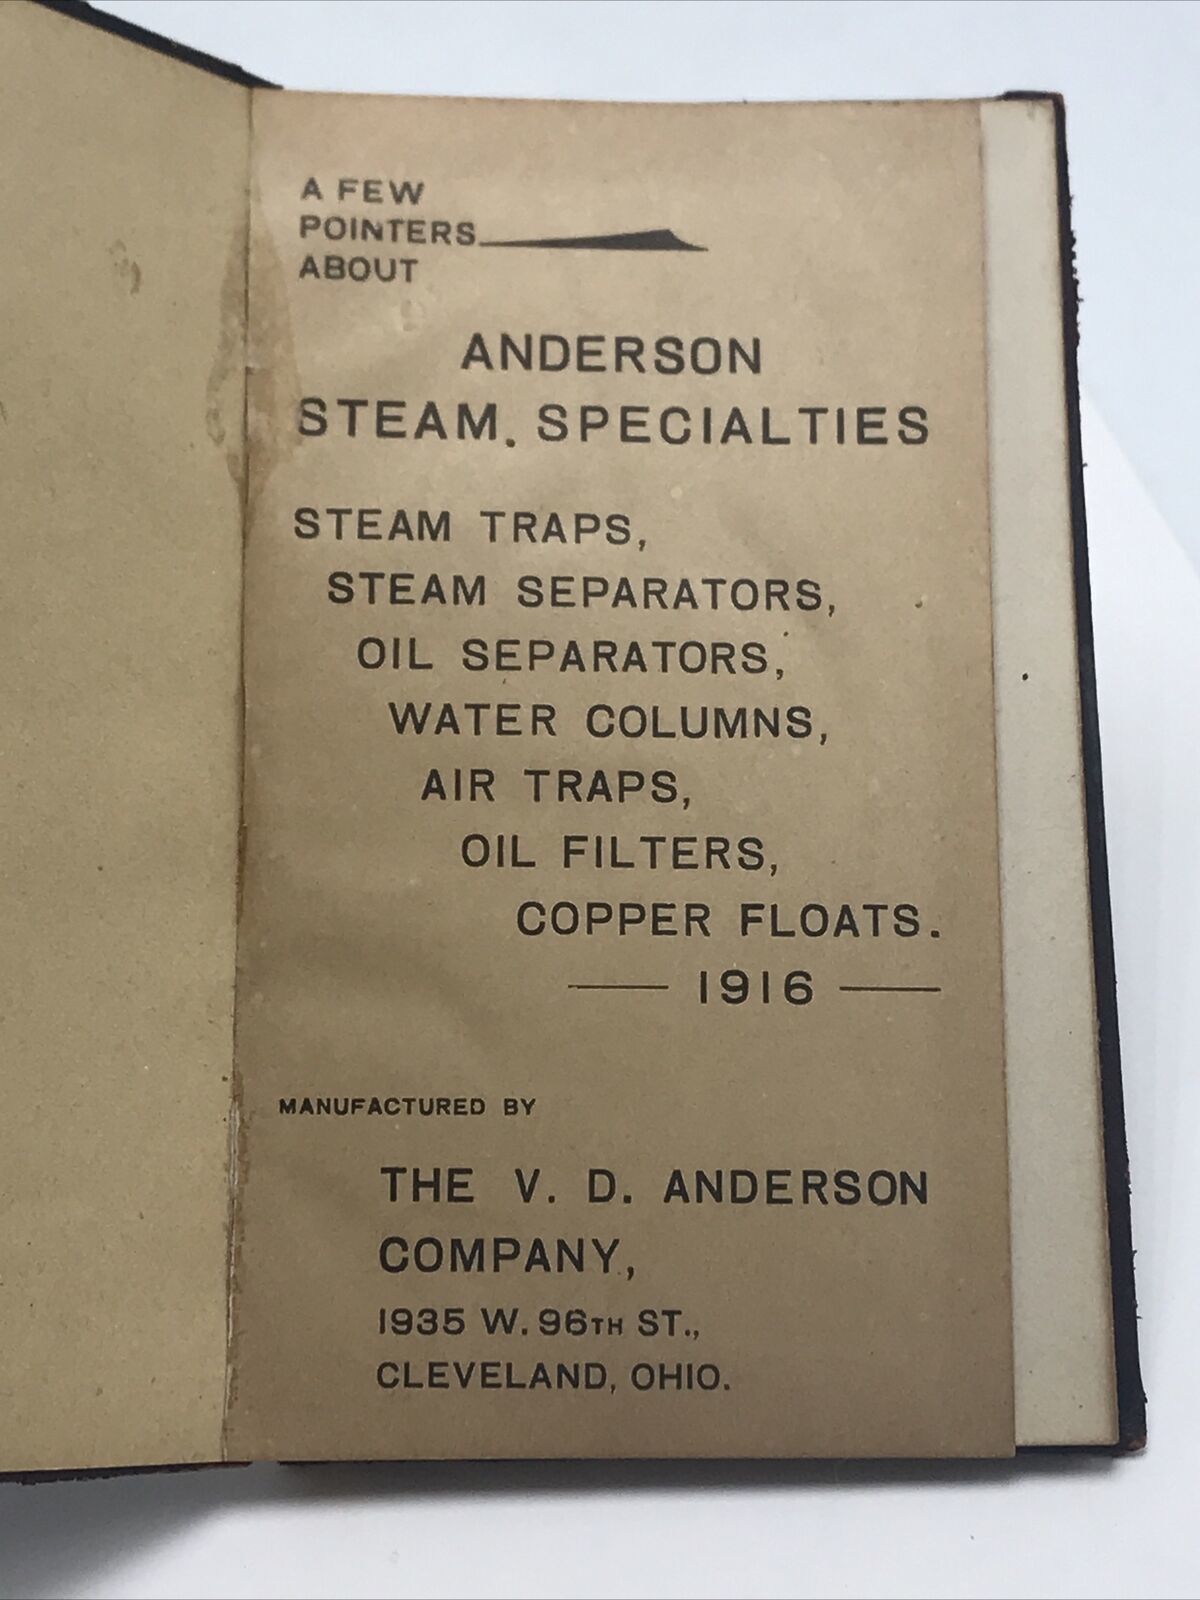 A FEW
POINTERS
ABOUT
ANDERSON
STEAM. SPECIALTIES
STEAM TRAPS,
STEAM SEPARATORS,
OIL SEPARATORS,
WATER COLUMNS,
AIR TRAPS,
OIL FILTERS,
COPPER FLOATS.
1916
MANUFACTURED BY
THE V. D. ANDERSON
COMPANY,
1935 W. 96TH ST.,
CLEVELAND, OHIO.